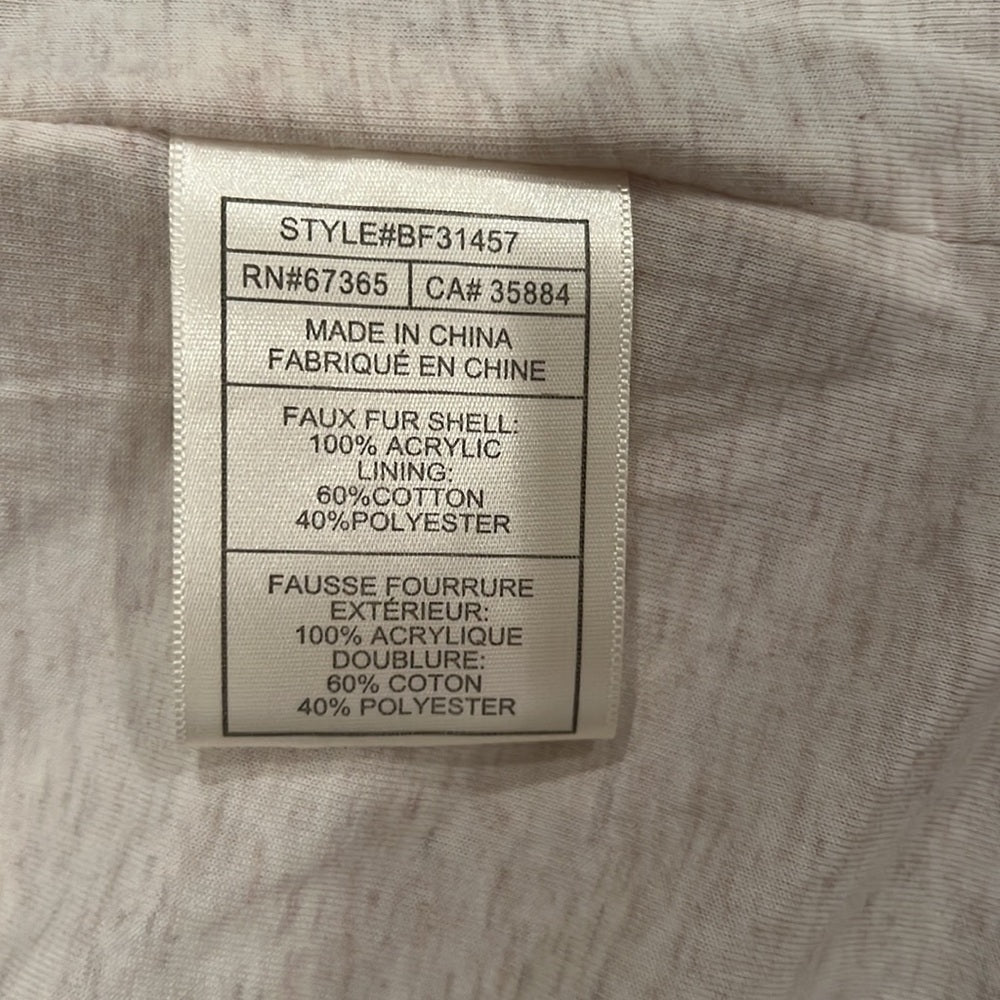 STYLE#BF31457
RN#67365 CA# 35884
MADE IN CHINA
FABRIQUÉ EN CHINE
FAUX FUR SHELL:
100% ACRYLIC
LINING:
60%COTTON
40%POLYESTER
FAUSSE FOURRURE
EXTÉRIEUR:
100% ACRYLIQUE
DOUBLURE:
60% COTON
40% POLYESTER